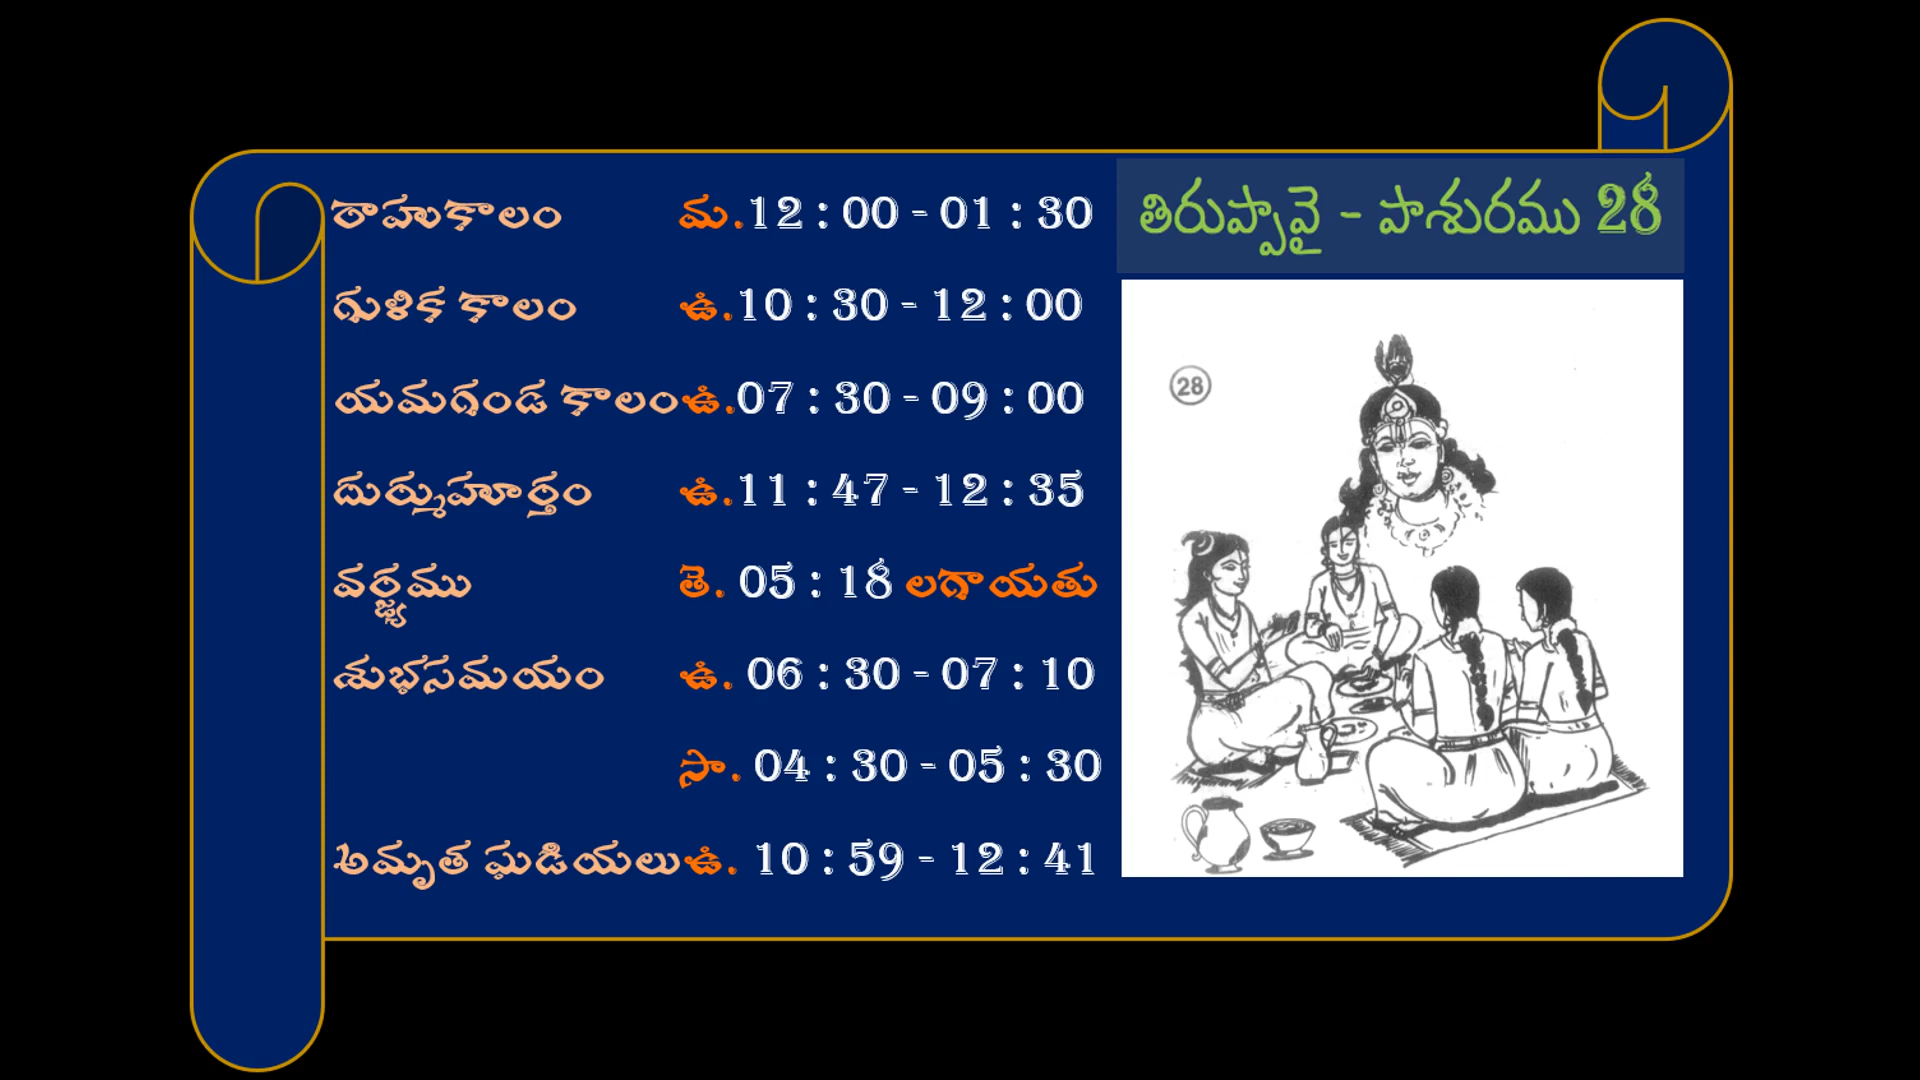 రాహుకాలం మ.12 : 00 - 01 : 30
గుళిక కాలం ఉ.10 : 30 - 12 : 00
యమగండ కాలం ఉ.07 : 30 - 09 : 00
దుర్ముహూర్తం ఉ.11 : 47 - 12 : 35
వర్జ్యము తె. 05 : 18 లగాయతు
శుభసమయం ఉ. 06 : 30 - 07 : 10
సా. 04 : 30 - 05 : 30
అమృత ఘడియలు ఉ. 10 : 59 - 12 : 41
తిరుప్పావై - పాశురము 28
28